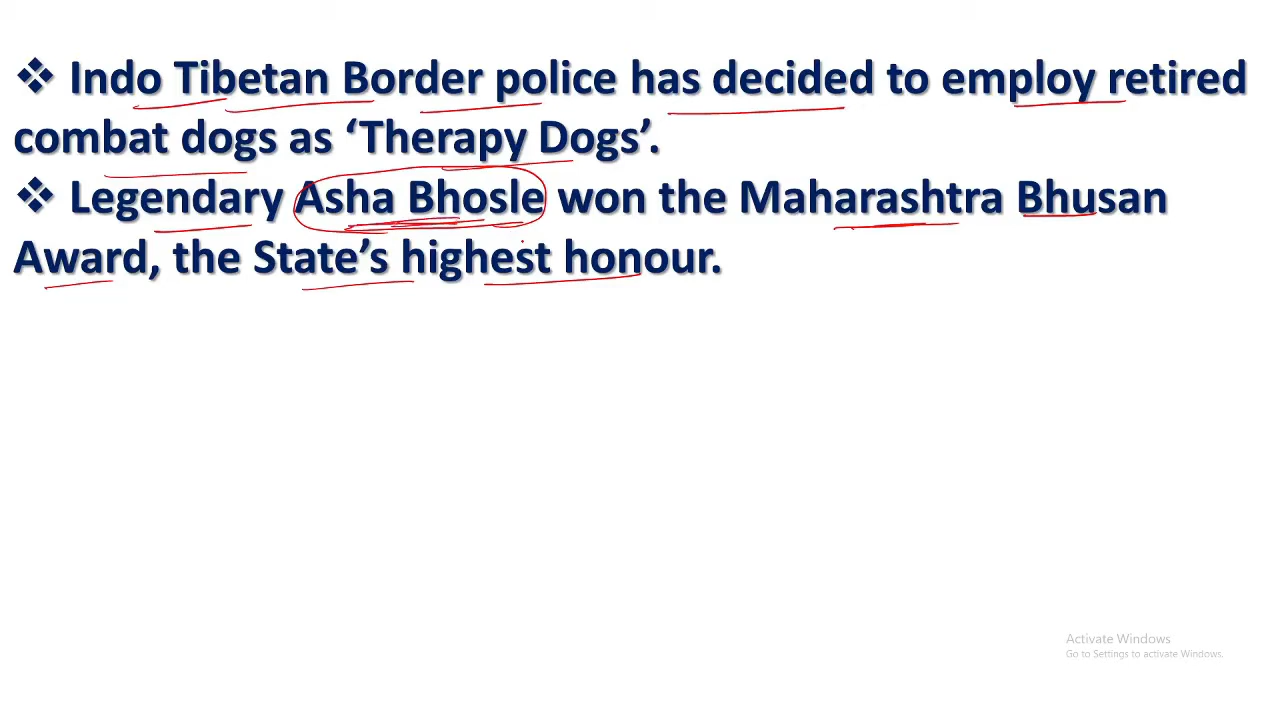 ❖ Indo Tibetan Border police has decided to employ retired
combat dogs as ‘Therapy Dogs’.
❖ Legendary Asha Bhosle won the Maharashtra Bhusan
Award, the State’s highest honour.
Activate Windows
Go to Settings to activate Windows.